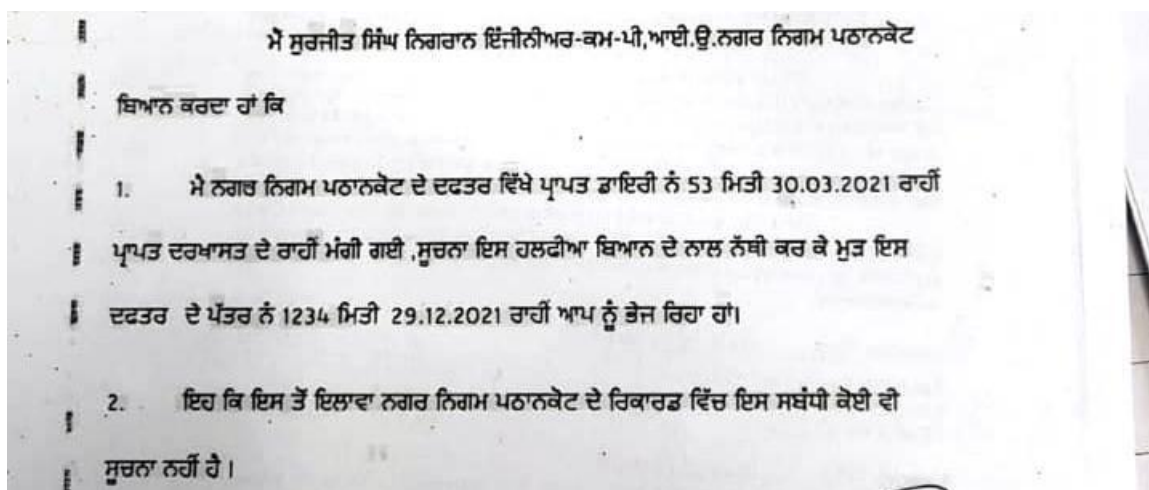 ਮੈਂ ਸੁਰਜੀਤ ਸਿੰਘ ਨਿਗਰਾਨ ਇੰਜੀਨੀਅਰ-ਕਮ-ਪੀ,ਆਈ.ਉ.ਨਗਰ ਨਿਗਮ ਪਠਾਨਕੋਟ
ਬਿਆਨ ਕਰਦਾ ਹਾਂ ਕਿ
1. ਮੈ ਨਗਰ ਨਿਗਮ ਪਠਾਨਕੋਟ ਦੇ ਦਫਤਰ ਵਿੱਖੇ ਪ੍ਰਾਪਤ ਡਾਇਰੀ ਨੰ 53 ਮਿਤੀ 30.03.2021 ਰਾਹੀਂ
ਪ੍ਰਾਪਤ ਦਰਖਾਸਤ ਦੇ ਰਾਹੀਂ ਮੰਗੀ ਗਈ ,ਸੂਚਨਾ ਇਸ ਹਲਫੀਆ ਬਿਆਨ ਦੇ ਨਾਲ ਨੱਥੀ ਕਰ ਕੇ ਮੁੜ ਇਸ
ਦਫਤਰ ਦੇ ਪੱਤਰ ਨੰ 1234 ਮਿਤੀ 29.12.2021 ਰਾਹੀਂ ਆਪ ਨੂੰ ਭੇਜ ਰਿਹਾ ਹਾਂ।
2. ਇਹ ਕਿ ਇਸ ਤੋਂ ਇਲਾਵਾ ਨਗਰ ਨਿਗਮ ਪਠਾਨਕੋਟ ਦੇ ਰਿਕਾਰਡ ਵਿੱਚ ਇਸ ਸਬੰਧੀ ਕੋਈ ਵੀ
ਸੂਚਨਾ ਨਹੀਂ ਹੈ।